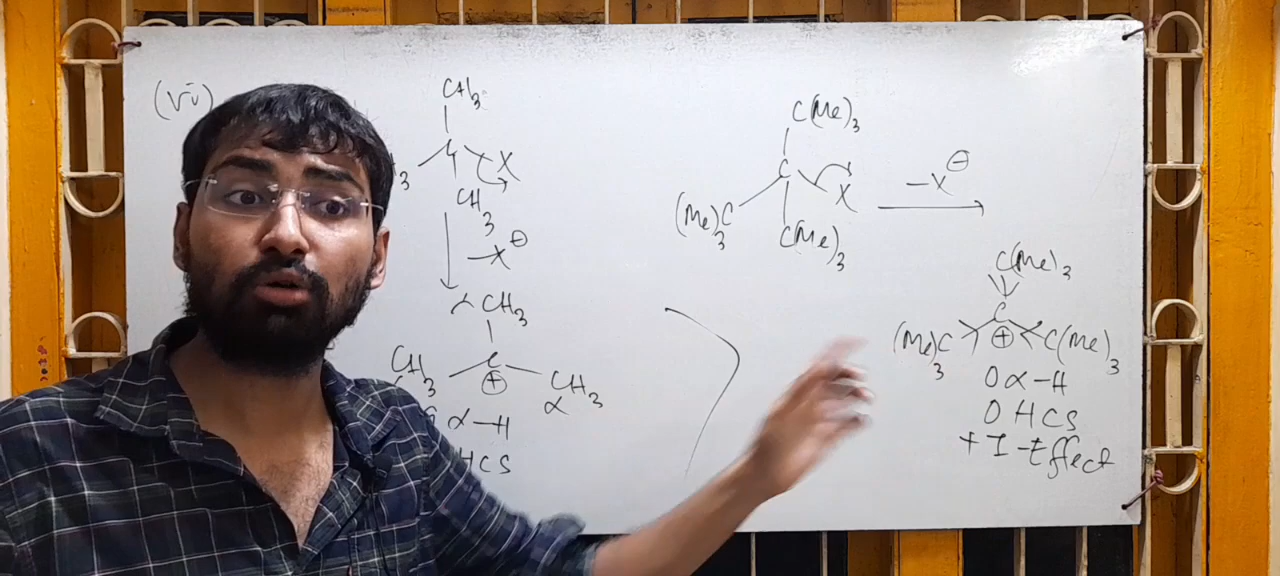 (vi)
CH3
C X
3
CH3
-X⊖
α CH3
CH3 C CH3
⊕ α
α-H
HCS
>
C(Me)3
C X
(Me)3C
C(Me)3
-X⊖
C(Me)3
C
(Me)3C ⊕ C(Me)3
0 α-H
0 HCS
+I-Effect